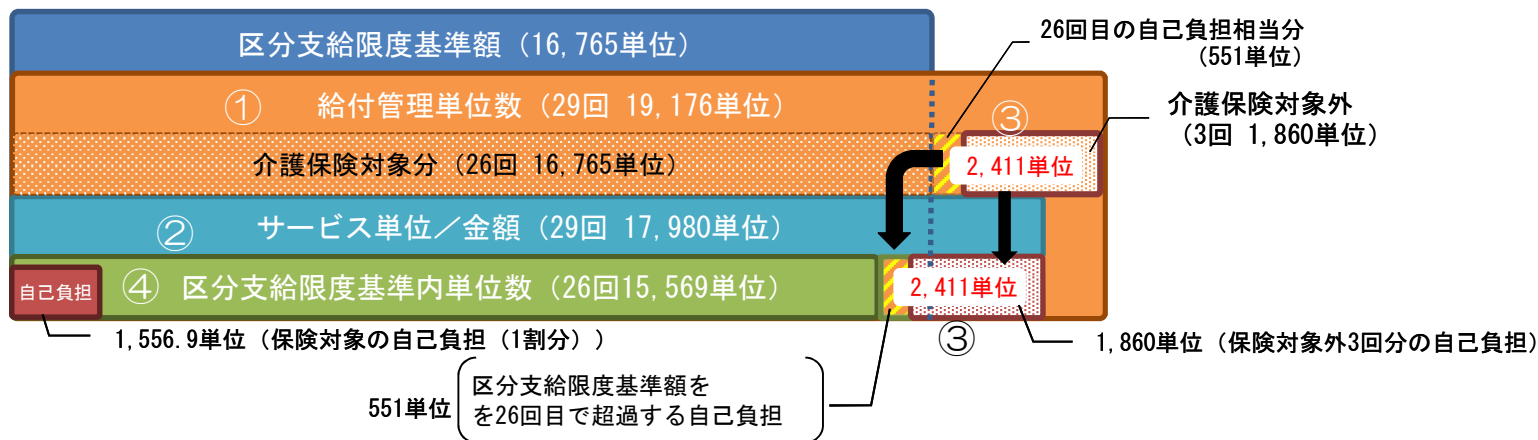 区分支給限度基準額（16,765単位）
26回目の自己負担相当分
（551単位）
① 給付管理単位数（29回 19,176単位）
③
介護保険対象外
（3回 1,860単位）
介護保険対象分（26回 16,765単位）
2,411単位
② サービス単位／金額（29回 17,980単位）
自己負担
④ 区分支給限度基準内単位数（26回15,569単位）
2,411単位
③
1,556.9単位（保険対象の自己負担（1割分））
1,860単位（保険対象外3回分の自己負担）
551単位
区分支給限度基準額を
を26回目で超過する自己負担